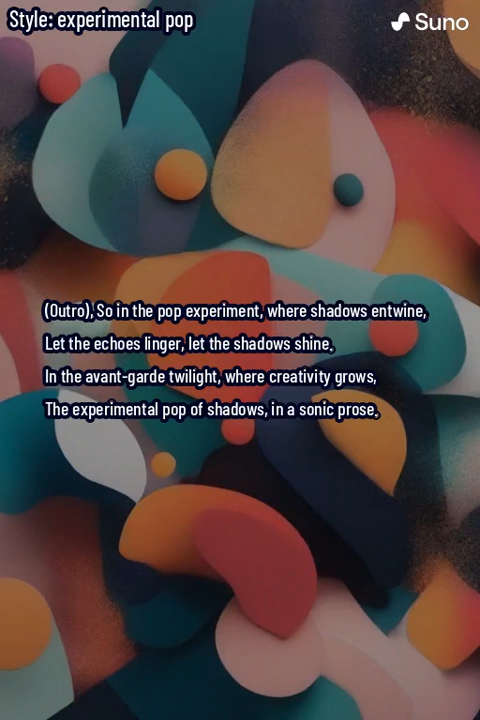 Style: experimental pop
Suno
(Outro), So in the pop experiment, where shadows entwine,
Let the echoes linger, let the shadows shine.
In the avant-garde twilight, where creativity grows,
The experimental pop of shadows, in a sonic prose.